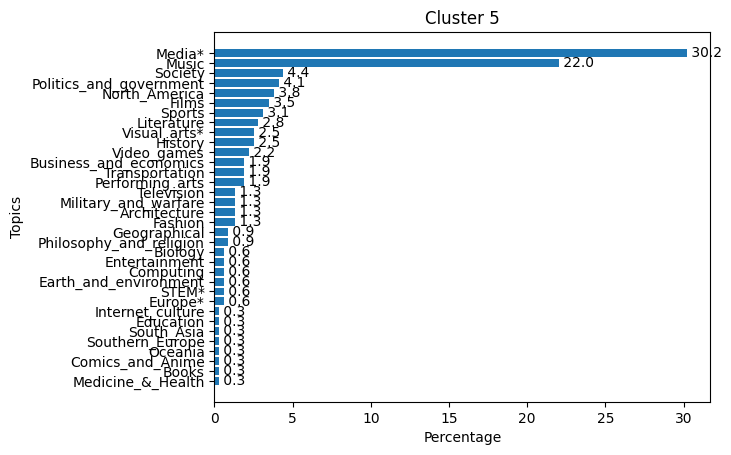 Cluster 5
Topics
Media* 30.2
Music 22.0
Society 4.4
Politics_and_government 4.1
North_America 3.8
Films 3.5
Sports 3.1
Literature 2.8
Visual_arts* 2.5
History 2.5
Video_games 2.2
Business_and_economics 1.9
Transportation 1.9
Performing_arts 1.9
Television 1.3
Military_and_warfare 1.3
Architecture 1.3
Fashion 1.3
Geographical 0.9
Philosophy_and_religion 0.9
Biology 0.6
Entertainment 0.6
Computing 0.6
Earth_and_environment 0.6
STEM* 0.6
Europe* 0.6
Internet_culture 0.3
Education 0.3
South_Asia 0.3
Southern_Europe 0.3
Oceania 0.3
Comics_and_Anime 0.3
Books 0.3
Medicine_&_Health 0.3
0 5 10 15 20 25 30
Percentage